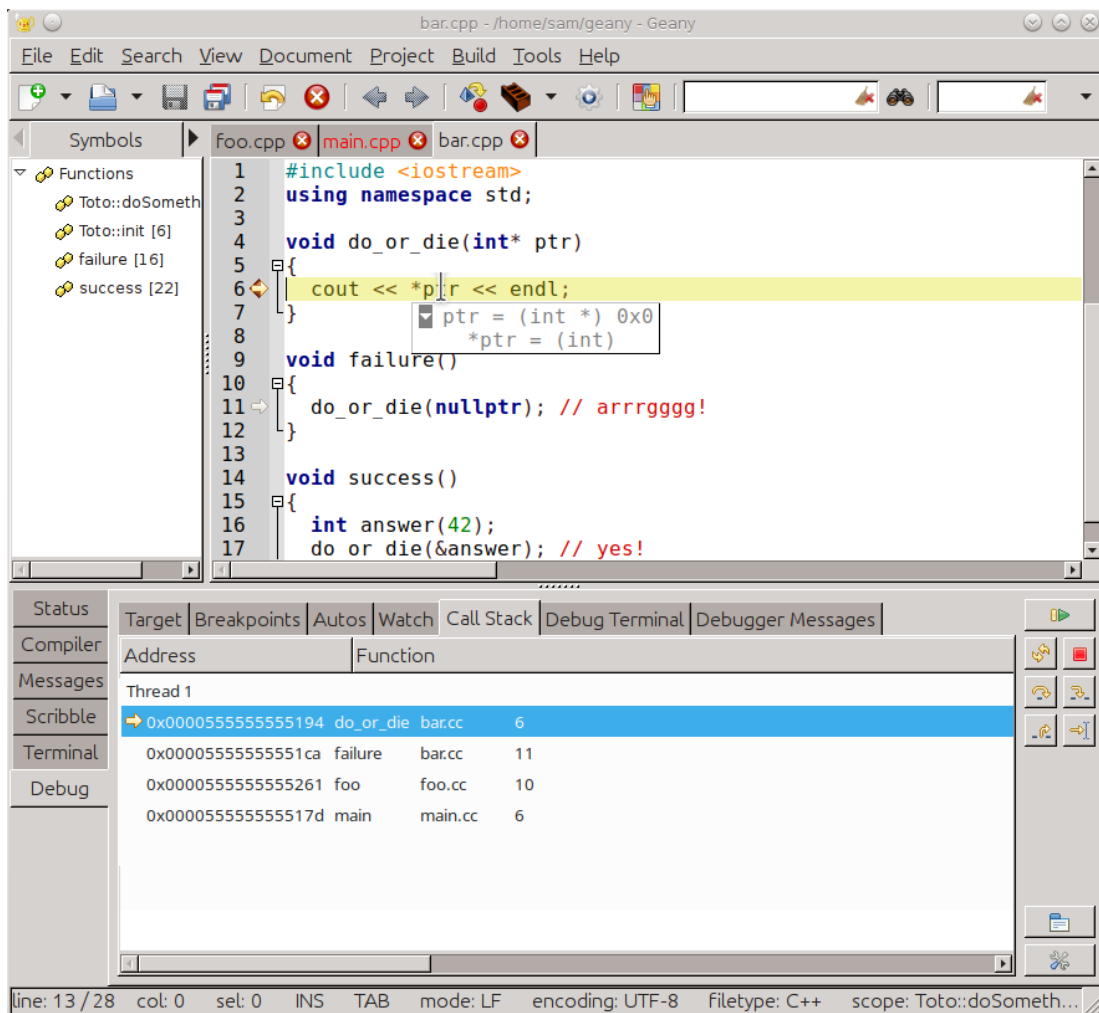 bar.cpp - /home/sam/geany - Geany
File Edit Search View Document Project Build Tools Help
Symbols foo.cpp main.cpp bar.cpp
Functions
Toto::doSometh
Toto::init [6]
failure [16]
success [22]
1 #include <iostream>
2 using namespace std;
3
4 void do_or_die(int* ptr)
5 {
6 cout << *ptr << endl;
7 }
ptr = (int *) 0x0
*ptr = (int)
8
9 void failure()
10 {
11 do_or_die(nullptr); // arrrgggg!
12 }
13
14 void success()
15 {
16 int answer(42);
17 do_or_die(&answer); // yes!
Status
Compiler
Messages
Scribble
Terminal
Debug
Target Breakpoints Autos Watch Call Stack Debug Terminal Debugger Messages
Address Function
Thread 1
0x0000555555555194 do_or_die bar.cc 6
0x00005555555551ca failure bar.cc 11
0x0000555555555261 foo foo.cc 10
0x000055555555517d main main.cc 6
line: 13 / 28 col: 0 sel: 0 INS TAB mode: LF encoding: UTF-8 filetype: C++ scope: Toto::doSometh...